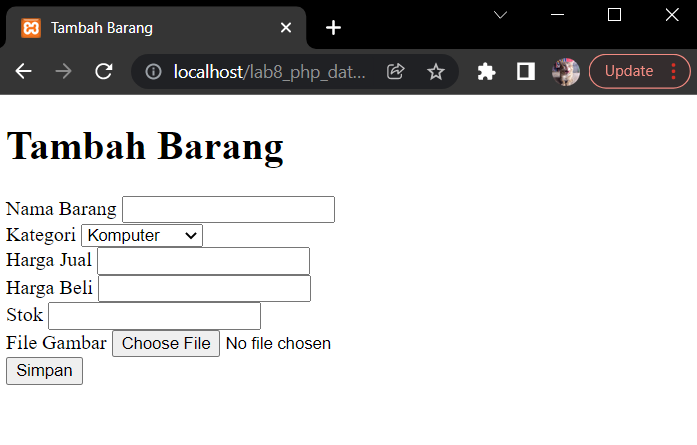 Tambah Barang
localhost/lab8_php_dat...
Update
Tambah Barang
Nama Barang
Kategori Komputer
Harga Jual
Harga Beli
Stok
File Gambar Choose File No file chosen
Simpan